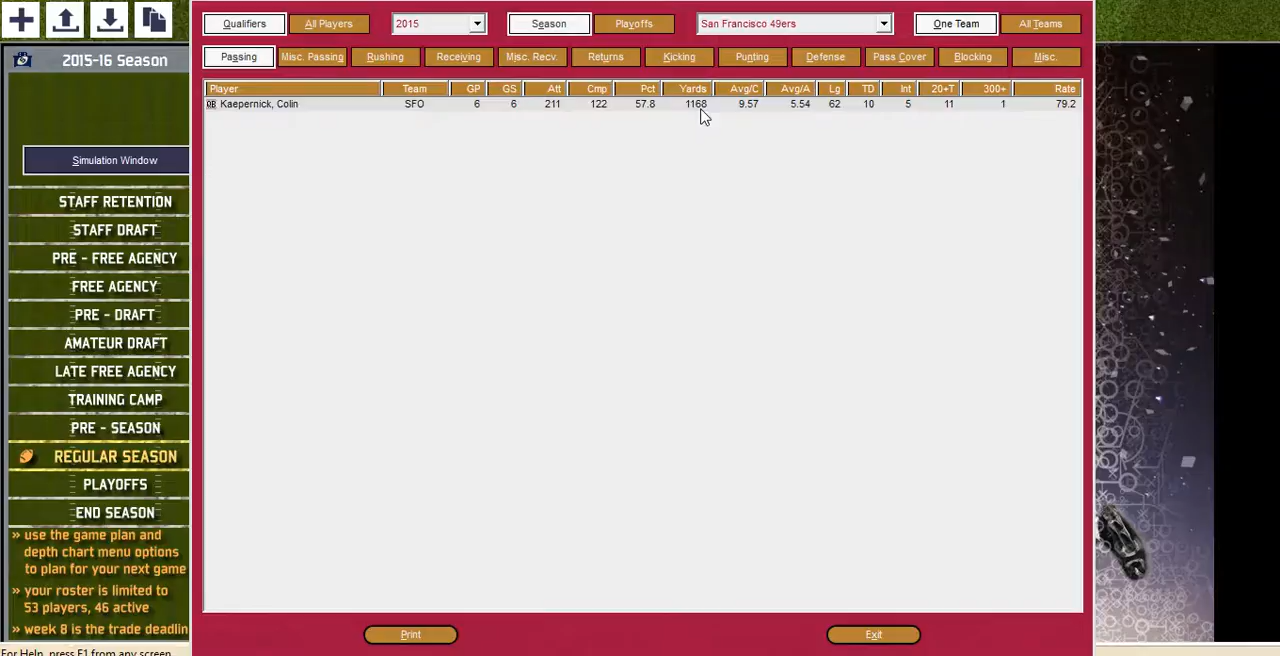 Qualifiers All Players 2015 Season Playoffs San Francisco 49ers One Team All Teams
Passing Misc. Passing Rushing Receiving Misc. Recv. Returns Kicking Punting Defense Pass Cover Blocking Misc.
Player Team GP GS Att Cmp Pct Yards Avg/C Avg/A Lg TD Int 20+T 300+ Rate
QB Kaepernick, Colin SFO 6 6 211 122 57.8 1168 9.57 5.54 62 10 5 11 1 79.2
2015-16 Season
Simulation Window
STAFF RETENTION
STAFF DRAFT
PRE - FREE AGENCY
FREE AGENCY
PRE - DRAFT
AMATEUR DRAFT
LATE FREE AGENCY
TRAINING CAMP
PRE - SEASON
REGULAR SEASON
PLAYOFFS
END SEASON
» use the game plan and
depth chart menu options
to plan for your next game
» your roster is limited to
53 players, 46 active
» week 8 is the trade deadlin
Print Exit
For Help, press F1 from any screen